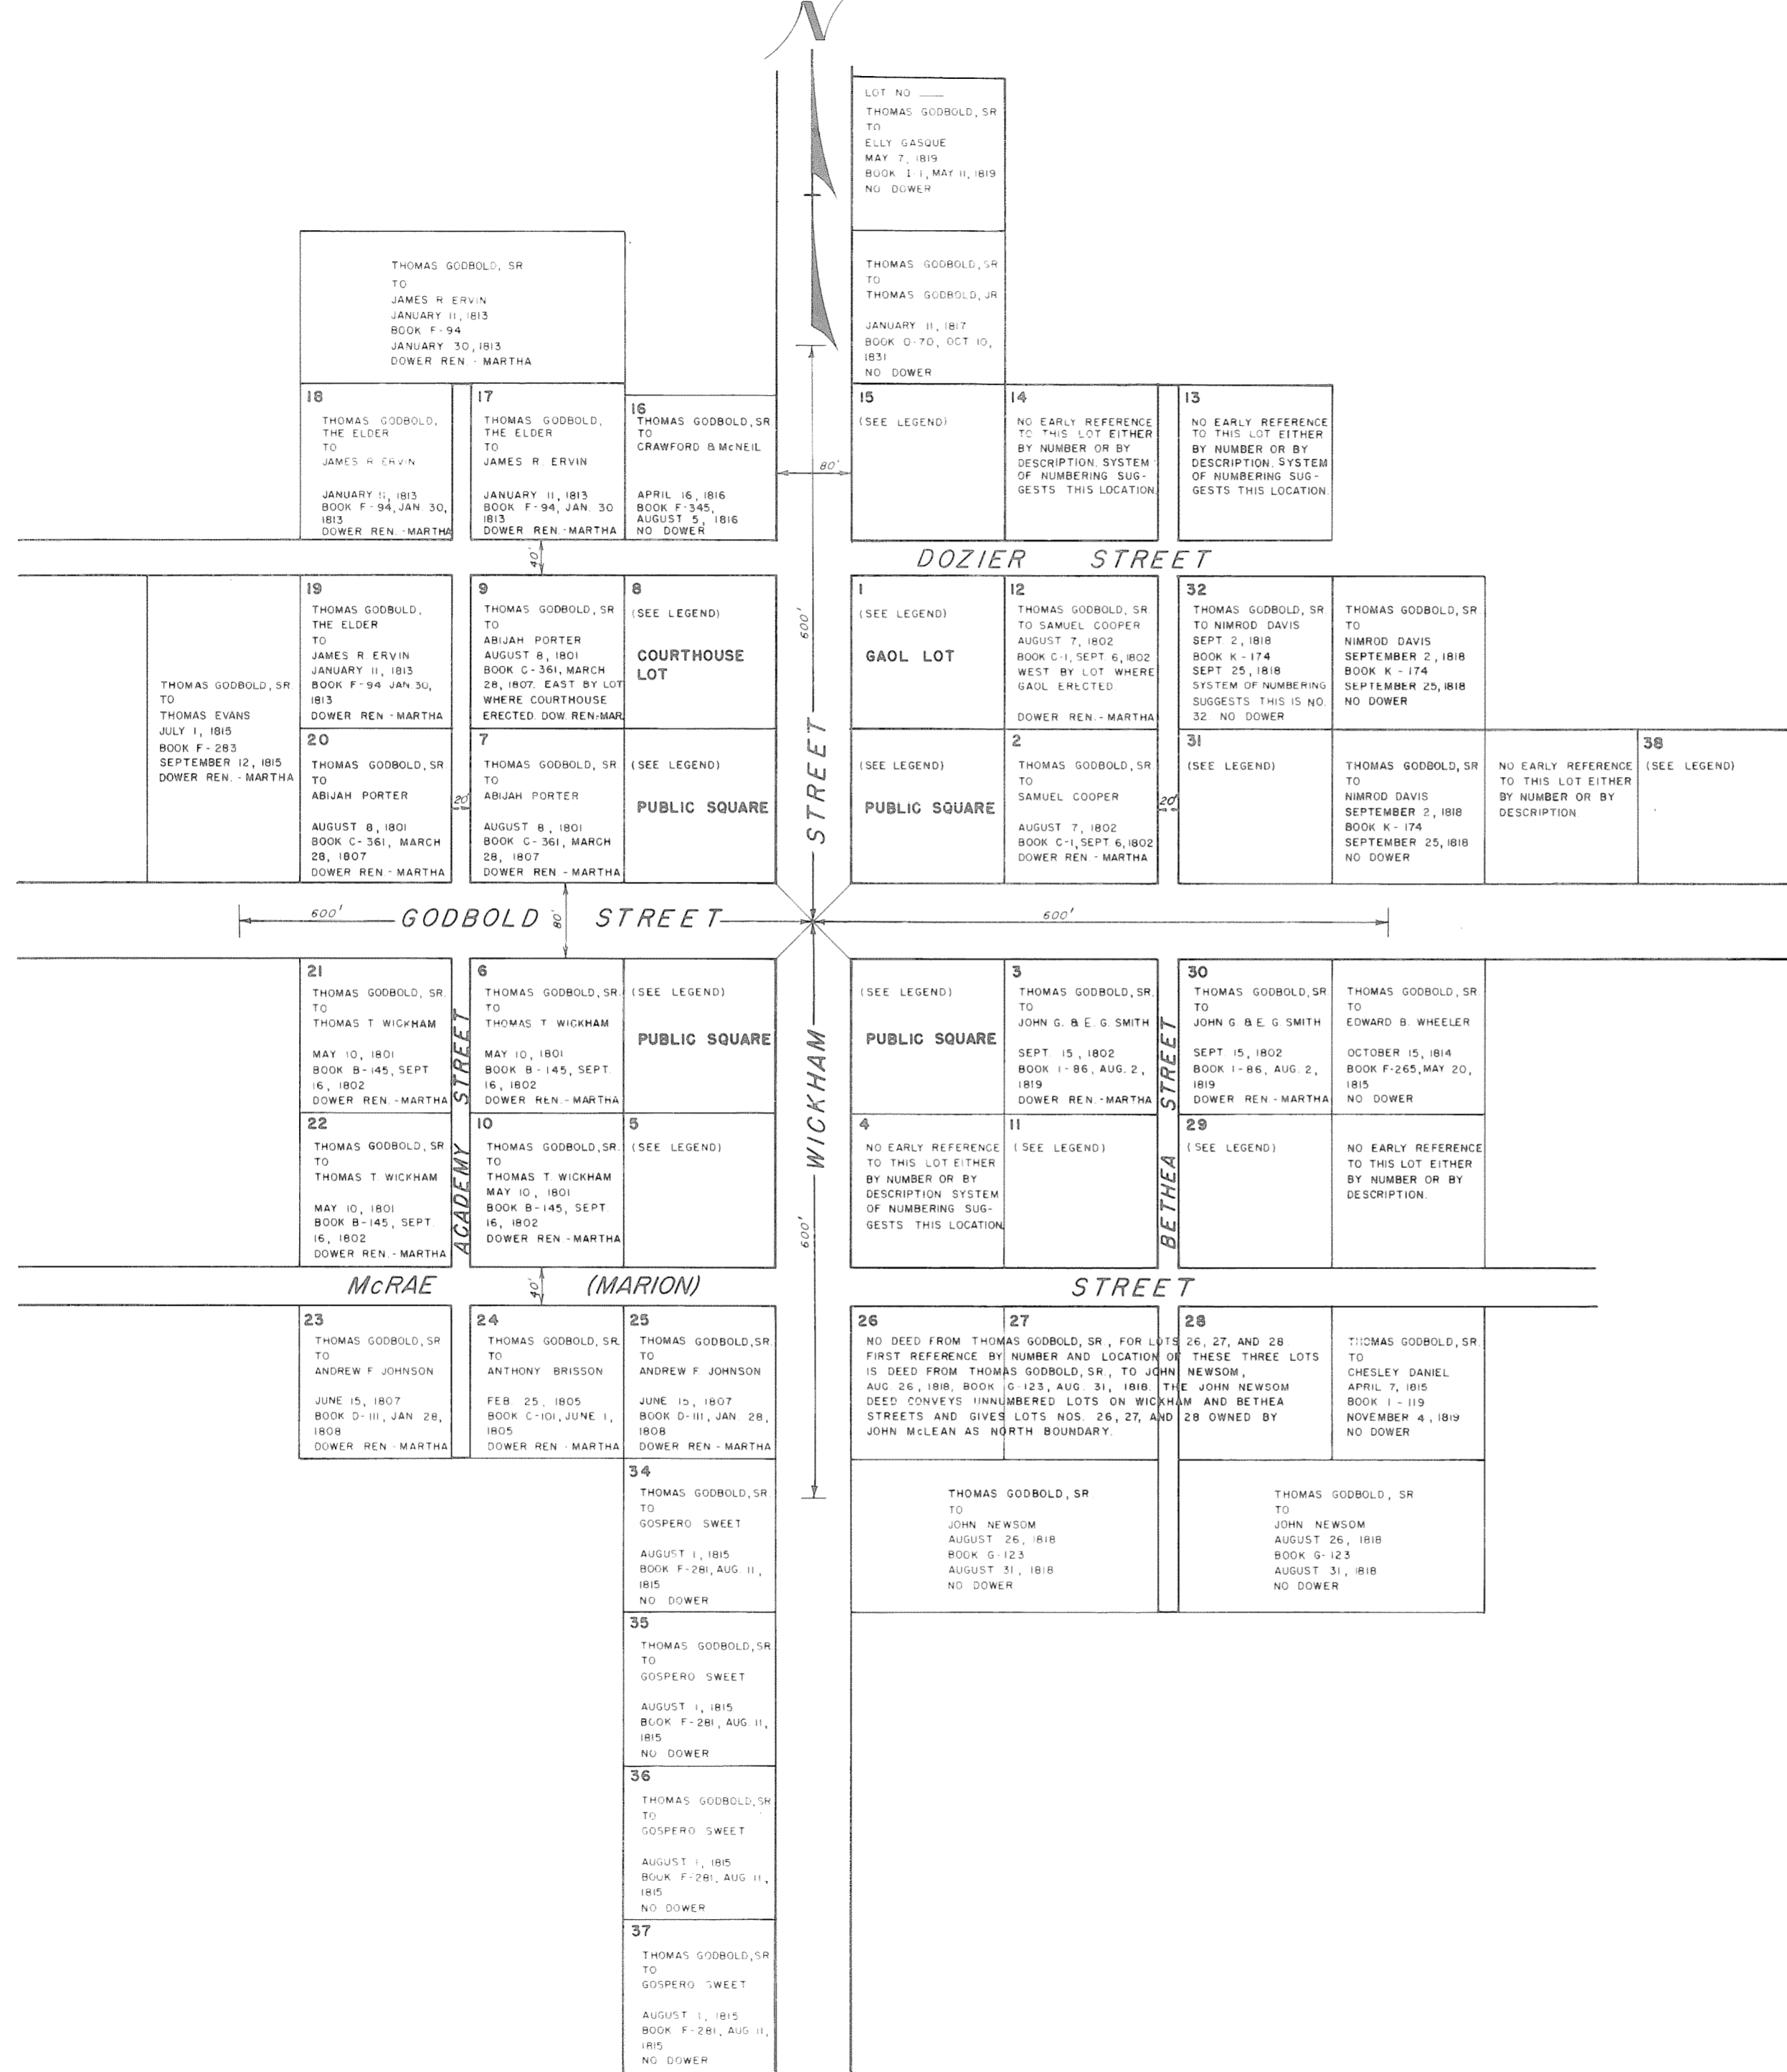 N
LOT NO ___
THOMAS GODBOLD, SR
TO
ELLY GASQUE
MAY 7, 1819
BOOK I-1, MAY 11, 1819
NO DOWER
THOMAS GODBOLD, SR
TO
JAMES R ERVIN
JANUARY 11, 1813
BOOK F-94
JANUARY 30, 1813
DOWER REN. - MARTHA
THOMAS GODBOLD, SR
TO
THOMAS GODBOLD, JR
JANUARY 11, 1817
BOOK O-70, OCT 10,
1831
NO DOWER
18
THOMAS GODBOLD,
THE ELDER
TO
JAMES R ERVIN
JANUARY 11, 1813
BOOK F-94, JAN. 30,
1813
DOWER REN. -MARTHA
17
THOMAS GODBOLD,
THE ELDER
TO
JAMES R. ERVIN
JANUARY 11, 1813
BOOK F-94, JAN. 30
1813
DOWER REN. -MARTHA
16
THOMAS GODBOLD, SR
TO
CRAWFORD & McNEIL
APRIL 16, 1816
BOOK F-345,
AUGUST 5, 1816
NO DOWER
80'
15
(SEE LEGEND)
14
NO EARLY REFERENCE
TO THIS LOT EITHER
BY NUMBER OR BY
DESCRIPTION. SYSTEM
OF NUMBERING SUG-
GESTS THIS LOCATION.
13
NO EARLY REFERENCE
TO THIS LOT EITHER
BY NUMBER OR BY
DESCRIPTION. SYSTEM
OF NUMBERING SUG-
GESTS THIS LOCATION.
40'
DOZIER STREET
THOMAS GODBOLD, SR.
TO
THOMAS EVANS
JULY 1, 1815
BOOK F-283
SEPTEMBER 12, 1815
DOWER REN. - MARTHA
19
THOMAS GODBOLD,
THE ELDER
TO
JAMES R ERVIN
JANUARY 11, 1813
BOOK F-94 JAN. 30,
1813
DOWER REN - MARTHA
9
THOMAS GODBOLD, SR
TO
ABIJAH PORTER
AUGUST 8, 1801
BOOK C-361, MARCH
28, 1807. EAST BY LOT
WHERE COURTHOUSE
ERECTED. DOW. REN.-MAR.
8
(SEE LEGEND)
COURTHOUSE
LOT
600'
1
(SEE LEGEND)
GAOL LOT
12
THOMAS GODBOLD, SR.
TO SAMUEL COOPER
AUGUST 7, 1802
BOOK C-1, SEPT. 6, 1802
WEST BY LOT WHERE
GAOL ERECTED.
DOWER REN. - MARTHA
32
THOMAS GODBOLD, SR.
TO NIMROD DAVIS
SEPT. 2, 1818
BOOK K-174
SEPT 25, 1818
SYSTEM OF NUMBERING
SUGGESTS THIS IS NO.
32. NO DOWER
THOMAS GODBOLD, SR.
TO
NIMROD DAVIS
SEPTEMBER 2, 1818
BOOK K-174
SEPTEMBER 25, 1818
NO DOWER
20
THOMAS GODBOLD, SR.
TO
ABIJAH PORTER
AUGUST 8, 1801
BOOK C-361, MARCH
28, 1807
DOWER REN. - MARTHA
20'
7
THOMAS GODBOLD, SR
TO
ABIJAH PORTER
AUGUST 8, 1801
BOOK C-361, MARCH
28, 1807
DOWER REN. - MARTHA
(SEE LEGEND)
PUBLIC SQUARE
STREET
(SEE LEGEND)
PUBLIC SQUARE
2
THOMAS GODBOLD, SR
TO
SAMUEL COOPER
AUGUST 7, 1802
BOOK C-1, SEPT. 6, 1802
DOWER REN - MARTHA
20'
31
(SEE LEGEND)
THOMAS GODBOLD, SR
TO
NIMROD DAVIS
SEPTEMBER 2, 1818
BOOK K-174
SEPTEMBER 25, 1818
NO DOWER
NO EARLY REFERENCE
TO THIS LOT EITHER
BY NUMBER OR BY
DESCRIPTION.
38
(SEE LEGEND)
600'
GODBOLD STREET
80'
600'
21
THOMAS GODBOLD, SR.
TO
THOMAS T WICKHAM
MAY 10, 1801
BOOK B-145, SEPT
16, 1802
DOWER REN. -MARTHA
ACADEMY STREET
6
THOMAS GODBOLD, SR.
TO
THOMAS T WICKHAM
MAY 10, 1801
BOOK B-145, SEPT.
16, 1802
DOWER REN. - MARTHA
(SEE LEGEND)
PUBLIC SQUARE
WICKHAM
(SEE LEGEND)
PUBLIC SQUARE
3
THOMAS GODBOLD, SR.
TO
JOHN G. & E. G. SMITH
SEPT. 15, 1802
BOOK I-86, AUG. 2,
1819
DOWER REN. - MARTHA
BETHEA STREET
30
THOMAS GODBOLD, SR
TO
JOHN G & E. G. SMITH
SEPT. 15, 1802
BOOK I-86, AUG. 2,
1819
DOWER REN. - MARTHA
THOMAS GODBOLD, SR.
TO
EDWARD B. WHEELER
OCTOBER 15, 1814
BOOK F-265, MAY 20,
1815
NO DOWER
22
THOMAS GODBOLD, SR
TO
THOMAS T. WICKHAM
MAY 10, 1801
BOOK B-145, SEPT.
16, 1802
DOWER REN. - MARTHA
10
THOMAS GODBOLD, SR.
TO
THOMAS T. WICKHAM
MAY 10, 1801
BOOK B-145, SEPT.
16, 1802
DOWER REN. - MARTHA
5
(SEE LEGEND)
600'
4
NO EARLY REFERENCE
TO THIS LOT EITHER
BY NUMBER OR BY
DESCRIPTION SYSTEM
OF NUMBERING SUG-
GESTS THIS LOCATION
11
(SEE LEGEND)
29
(SEE LEGEND)
NO EARLY REFERENCE
TO THIS LOT EITHER
BY NUMBER OR BY
DESCRIPTION.
McRAE (MARION) STREET
40'
23
THOMAS GODBOLD, SR
TO
ANDREW F. JOHNSON
JUNE 15, 1807
BOOK D-111, JAN 28,
1808
DOWER REN - MARTHA
24
THOMAS GODBOLD, SR.
TO
ANTHONY BRISSON
FEB. 25, 1805
BOOK C-101, JUNE 1,
1805
DOWER REN - MARTHA
25
THOMAS GODBOLD, SR.
TO
ANDREW F. JOHNSON
JUNE 15, 1807
BOOK D-111, JAN. 28,
1808
DOWER REN - MARTHA
26 27 28
NO DEED FROM THOMAS GODBOLD, SR., FOR LOTS 26, 27, AND 28.
FIRST REFERENCE BY NUMBER AND LOCATION OF THESE THREE LOTS
IS DEED FROM THOMAS GODBOLD, SR., TO JOHN NEWSOM,
AUG. 26, 1818, BOOK G-123, AUG. 31, 1818. THE JOHN NEWSOM
DEED CONVEYS UNNUMBERED LOTS ON WICKHAM AND BETHEA
STREETS AND GIVES LOTS NOS. 26, 27, AND 28 OWNED BY
JOHN McLEAN AS NORTH BOUNDARY.
THOMAS GODBOLD, SR.
TO
CHESLEY DANIEL
APRIL 7, 1815
BOOK I-119
NOVEMBER 4, 1819
NO DOWER
34
THOMAS GODBOLD, SR
TO
GOSPERO SWEET
AUGUST 1, 1815
BOOK F-281, AUG. 11,
1815
NO DOWER
THOMAS GODBOLD, SR
TO
JOHN NEWSOM
AUGUST 26, 1818
BOOK G-123
AUGUST 31, 1818
NO DOWER
THOMAS GODBOLD, SR
TO
JOHN NEWSOM
AUGUST 26, 1818
BOOK G-123
AUGUST 31, 1818
NO DOWER
35
THOMAS GODBOLD, SR
TO
GOSPERO SWEET
AUGUST 1, 1815
BOOK F-281, AUG. 11,
1815
NO DOWER
36
THOMAS GODBOLD, SR
TO
GOSPERO SWEET
AUGUST 1, 1815
BOOK F-281, AUG 11,
1815
NO DOWER
37
THOMAS GODBOLD, SR
TO
GOSPERO SWEET
AUGUST 1, 1815
BOOK F-281, AUG 11,
1815
NO DOWER